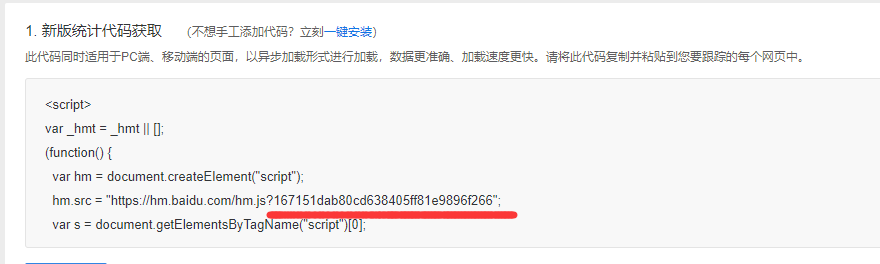 1. 新版统计代码获取 (不想手工添加代码？立刻一键安装)
此代码同时适用于PC端、移动端的页面，以异步加载形式进行加载，数据更准确、加载速度更快。请将此代码复制并粘贴到您要跟踪的每个网页中。
<script>
var _hmt = _hmt || [];
(function() {
var hm = document.createElement("script");
hm.src = "https://hm.baidu.com/hm.js?167151dab80cd638405ff81e9896f266";
var s = document.getElementsByTagName("script")[0];